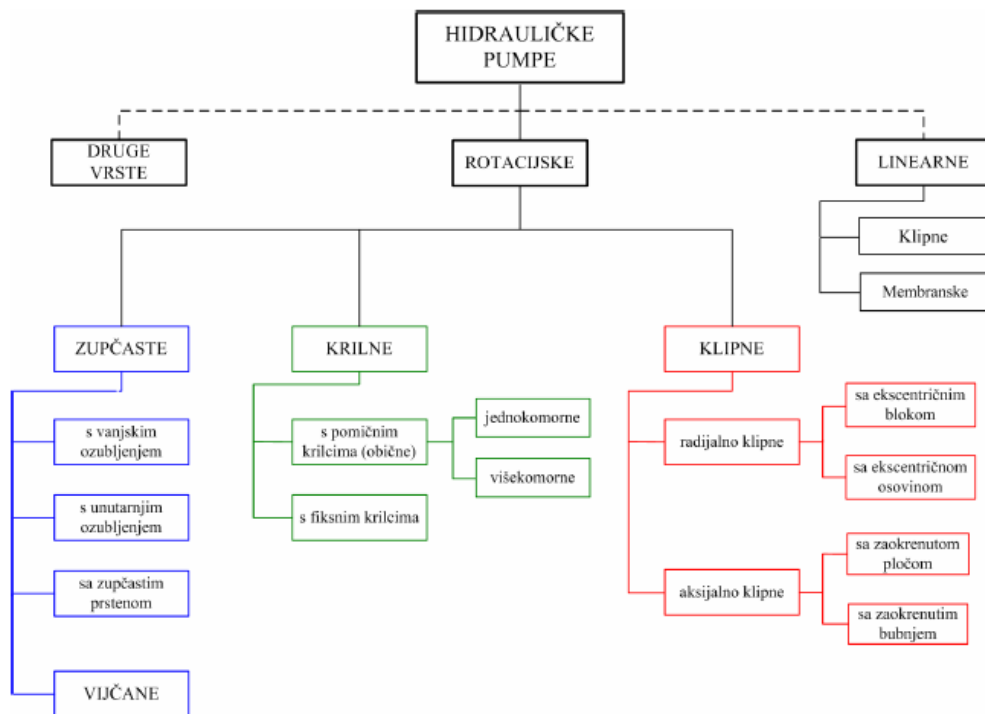 HIDRAULIČKE
PUMPE
DRUGE
VRSTE
ROTACIJSKE
LINEARNE
Klipne
Membranske
ZUPČASTE
KRILNE
KLIPNE
s vanjskim
ozubljenjem
s unutarnjim
ozubljenjem
sa zupčastim
prstenom
VIJČANE
s pomičnim
krilcima (obične)
jednokomorne
višekomorne
s fiksnim krilcima
radijalno klipne
sa ekscentričnim
blokom
sa ekscentričnom
osovinom
aksijalno klipne
sa zaokrenutom
pločom
sa zaokrenutim
bubnjem